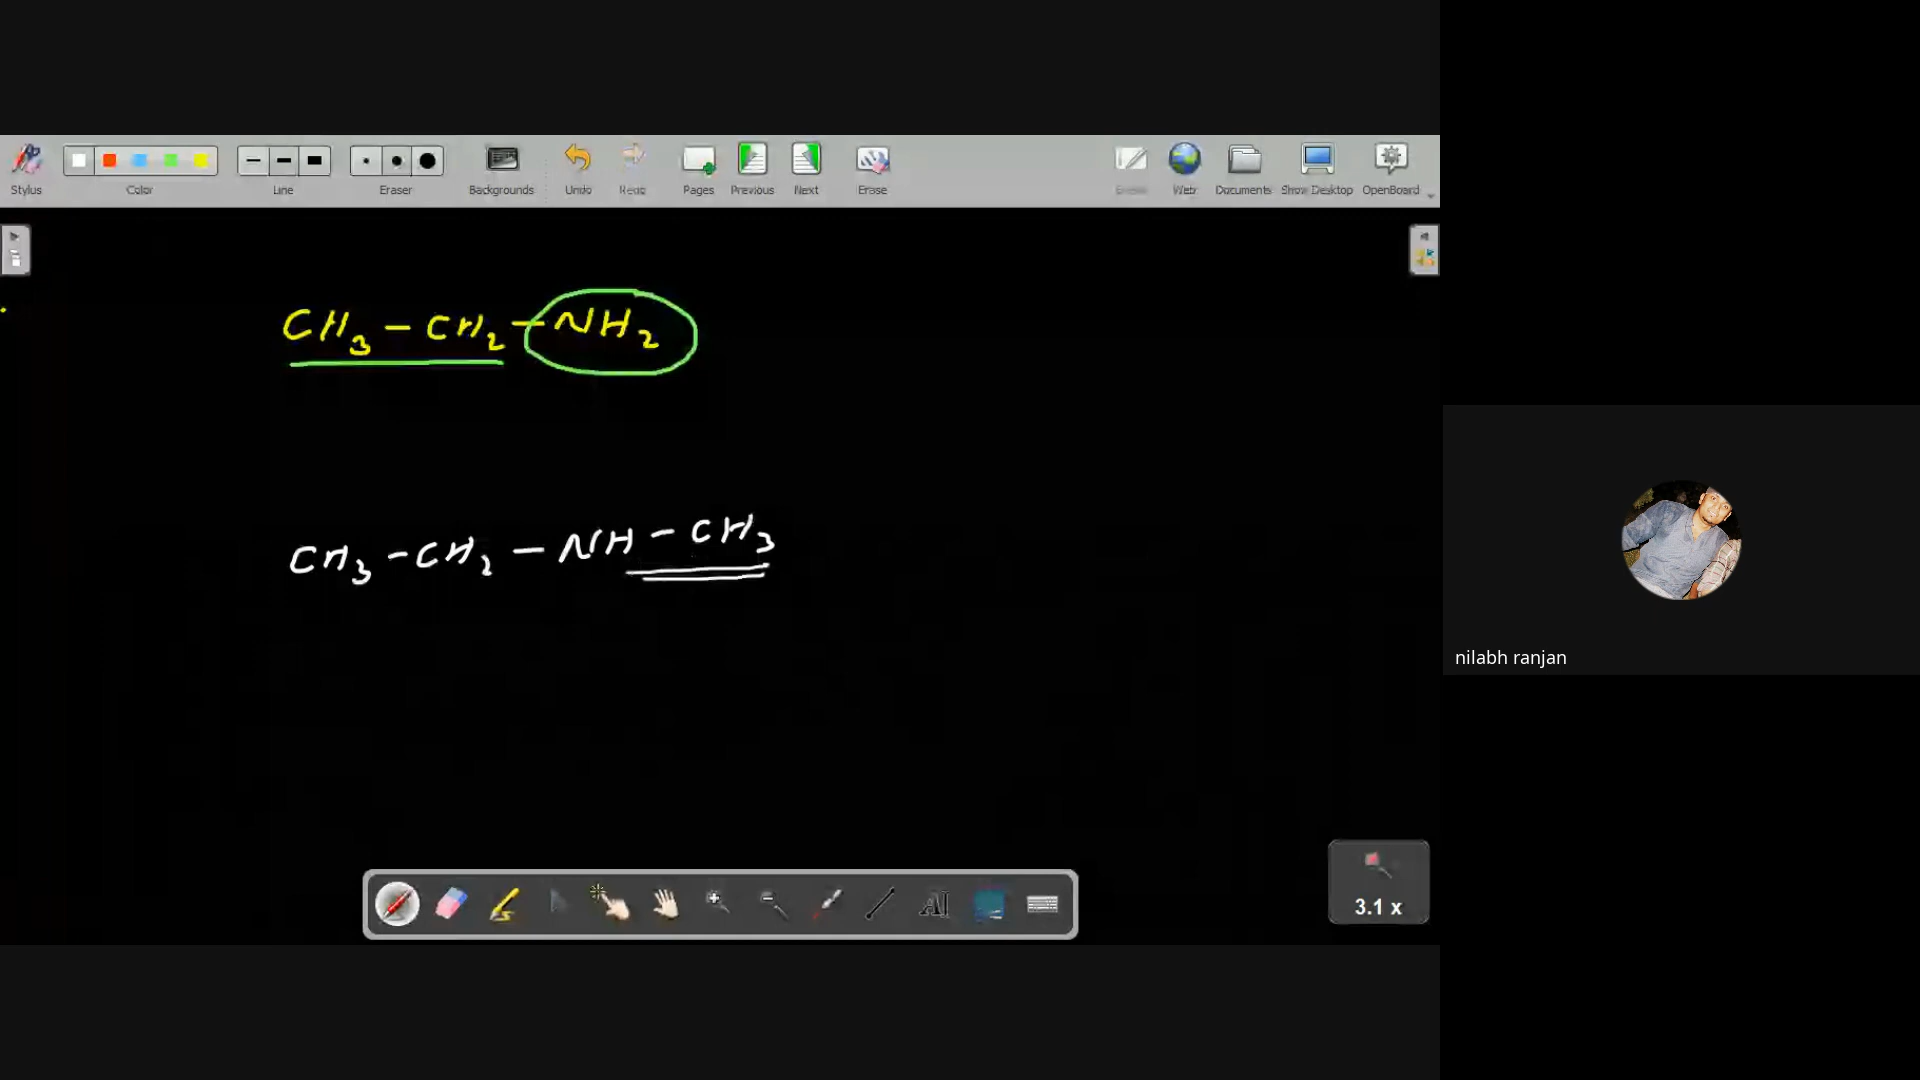 Stylus Color Line Eraser Backgrounds Undo Redo Pages Previous Next Erase Web Documents Show Desktop OpenBoard
CH₃ - CH₂ - NH₂
CH₃ - CH₂ - NH - CH₃
nilabh ranjan
AI
3.1 x